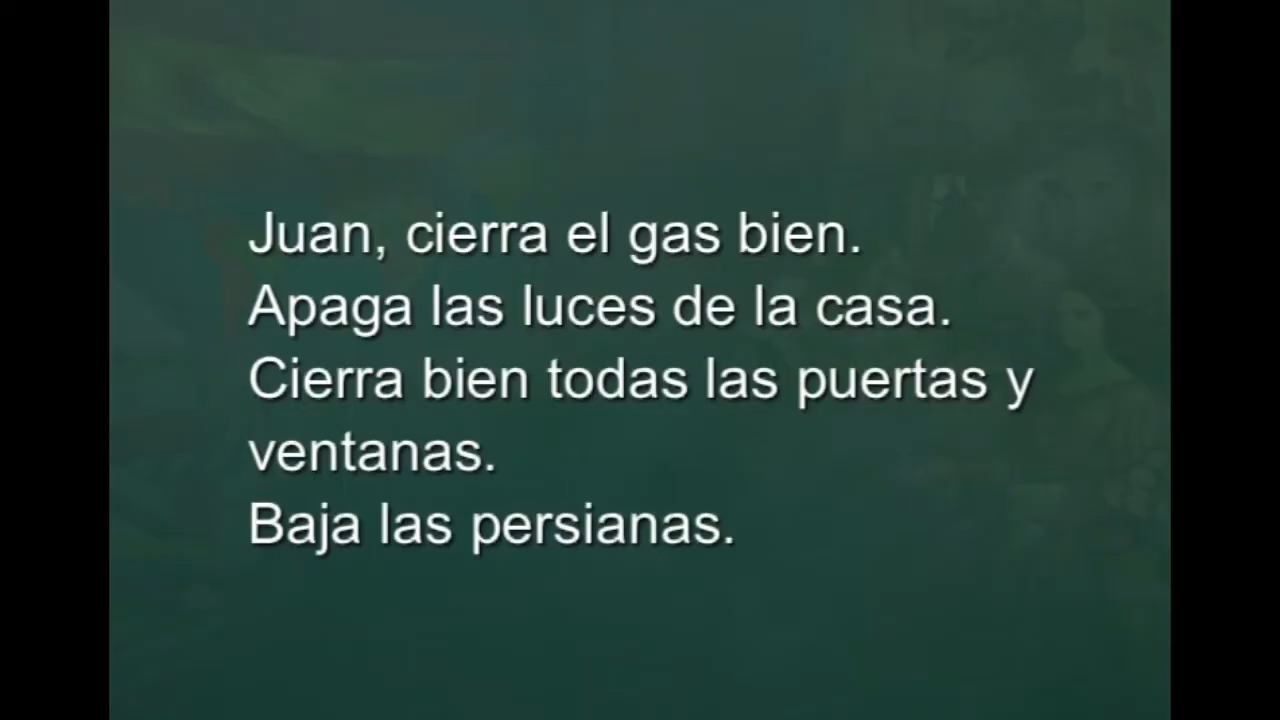 Juan, cierra el gas bien.
Apaga las luces de la casa.
Cierra bien todas las puertas y
ventanas.
Baja las persianas.